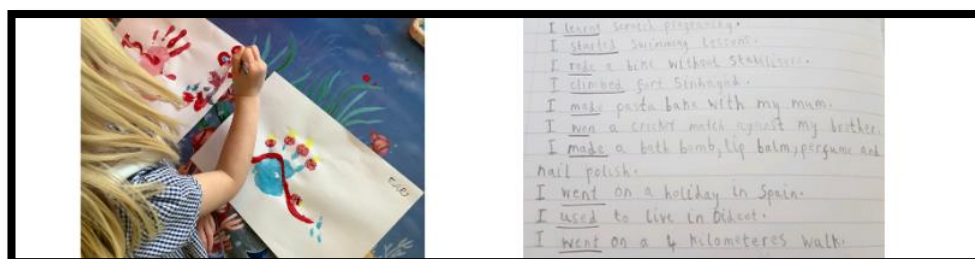 I learnt scratch
I started swimming lessons.
I rode a bike without stabilisers.
I climbed fort Sinhagad.
I made pasta bake with my mum.
I won a cricket match my brother.
I made a bath bomb, lip balm, perfume and
nail polish.
I went on a holiday in Spain.
I used to live in Didcot.
I went on a 4 kilometeres walk.